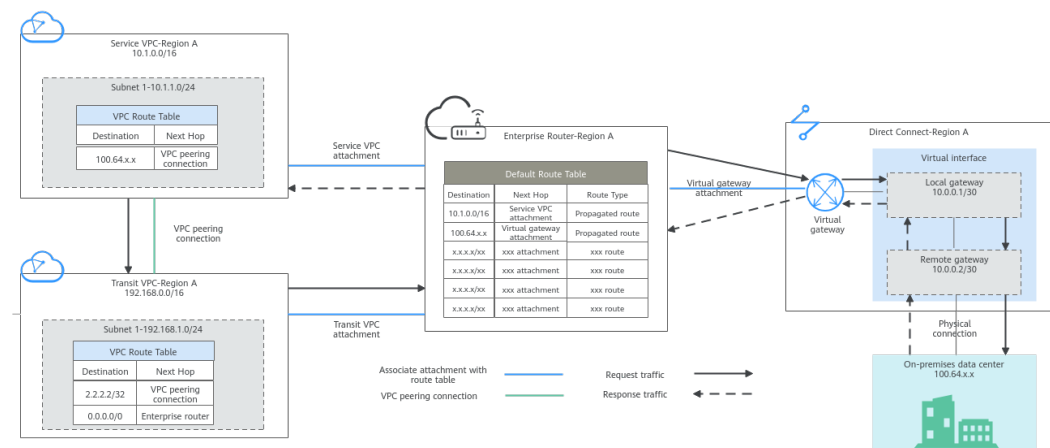 Service VPC-Region A
10.1.0.0/16
Subnet 1-10.1.1.0/24
VPC Route Table
Destination
Next Hop
100.64.x.x
VPC peering
connection
VPC peering
connection
Transit VPC-Region A
192.168.0.0/16
Subnet 1-192.168.1.0/24
VPC Route Table
Destination
Next Hop
2.2.2.2/32
VPC peering
connection
0.0.0.0/0
Enterprise router
Service VPC
attachment
Transit VPC
attachment
Enterprise Router-Region A
Default Route Table
Destination
Next Hop
Route Type
10.1.0.0/16
Service VPC
attachment
Propagated route
100.64.x.x
Virtual gateway
attachment
Propagated route
x.x.x.x/xx
xxx attachment
xxx route
x.x.x.x/xx
xxx attachment
xxx route
x.x.x.x/xx
xxx attachment
xxx route
x.x.x.x/xx
xxx attachment
xxx route
Virtual gateway
attachment
Direct Connect-Region A
Virtual interface
Local gateway
10.0.0.1/30
Virtual
gateway
Remote gateway
10.0.0.2/30
Physical
connection
On-premises data center
100.64.x.x
Associate attachment with
route table
VPC peering connection
Request traffic
Response traffic